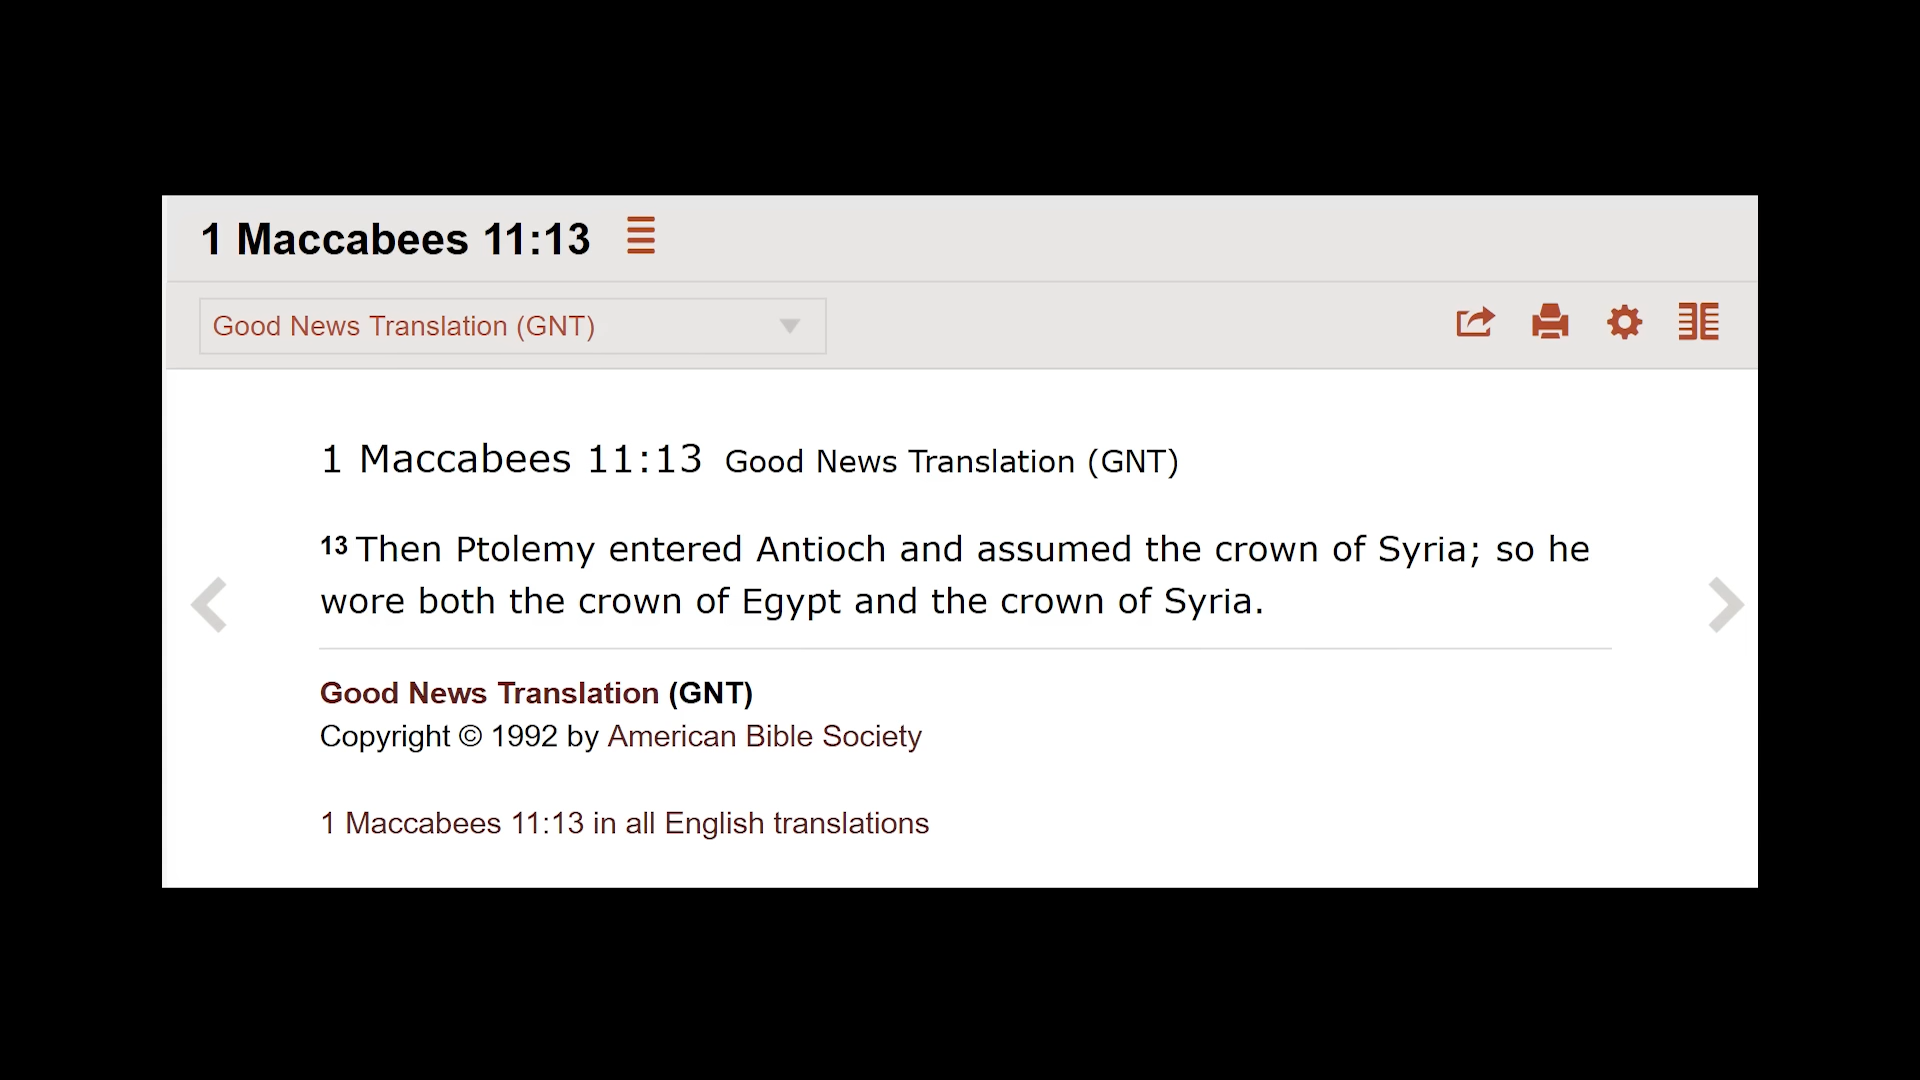 1 Maccabees 11:13
Good News Translation (GNT)
1 Maccabees 11:13 Good News Translation (GNT)
13 Then Ptolemy entered Antioch and assumed the crown of Syria; so he
wore both the crown of Egypt and the crown of Syria.
Good News Translation (GNT)
Copyright © 1992 by American Bible Society
1 Maccabees 11:13 in all English translations